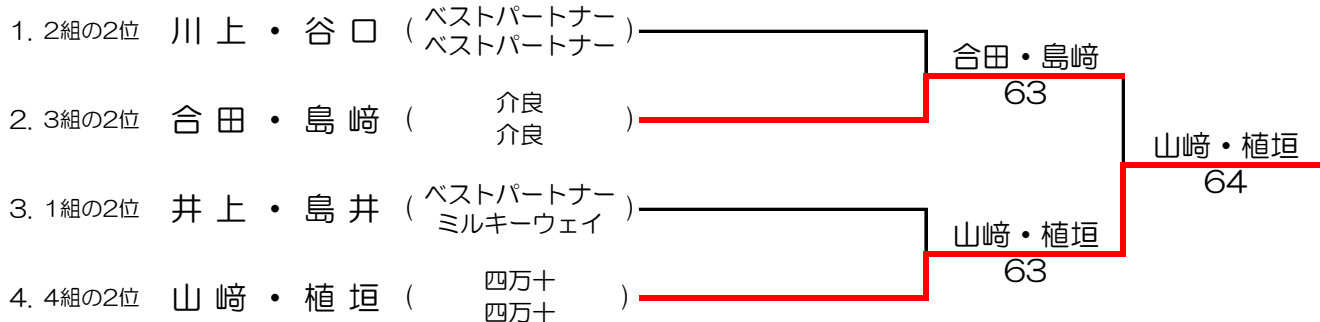 1. 2組の2位 川上・谷口 (ベストパートナー
ベストパートナー)
合田・島﨑
63
2. 3組の2位 合田・島﨑 (介良
介良)
山﨑・植垣
64
3. 1組の2位 井上・島井 (ベストパートナー
ミルキーウェイ)
山﨑・植垣
63
4. 4組の2位 山﨑・植垣 (四万十
四万十)